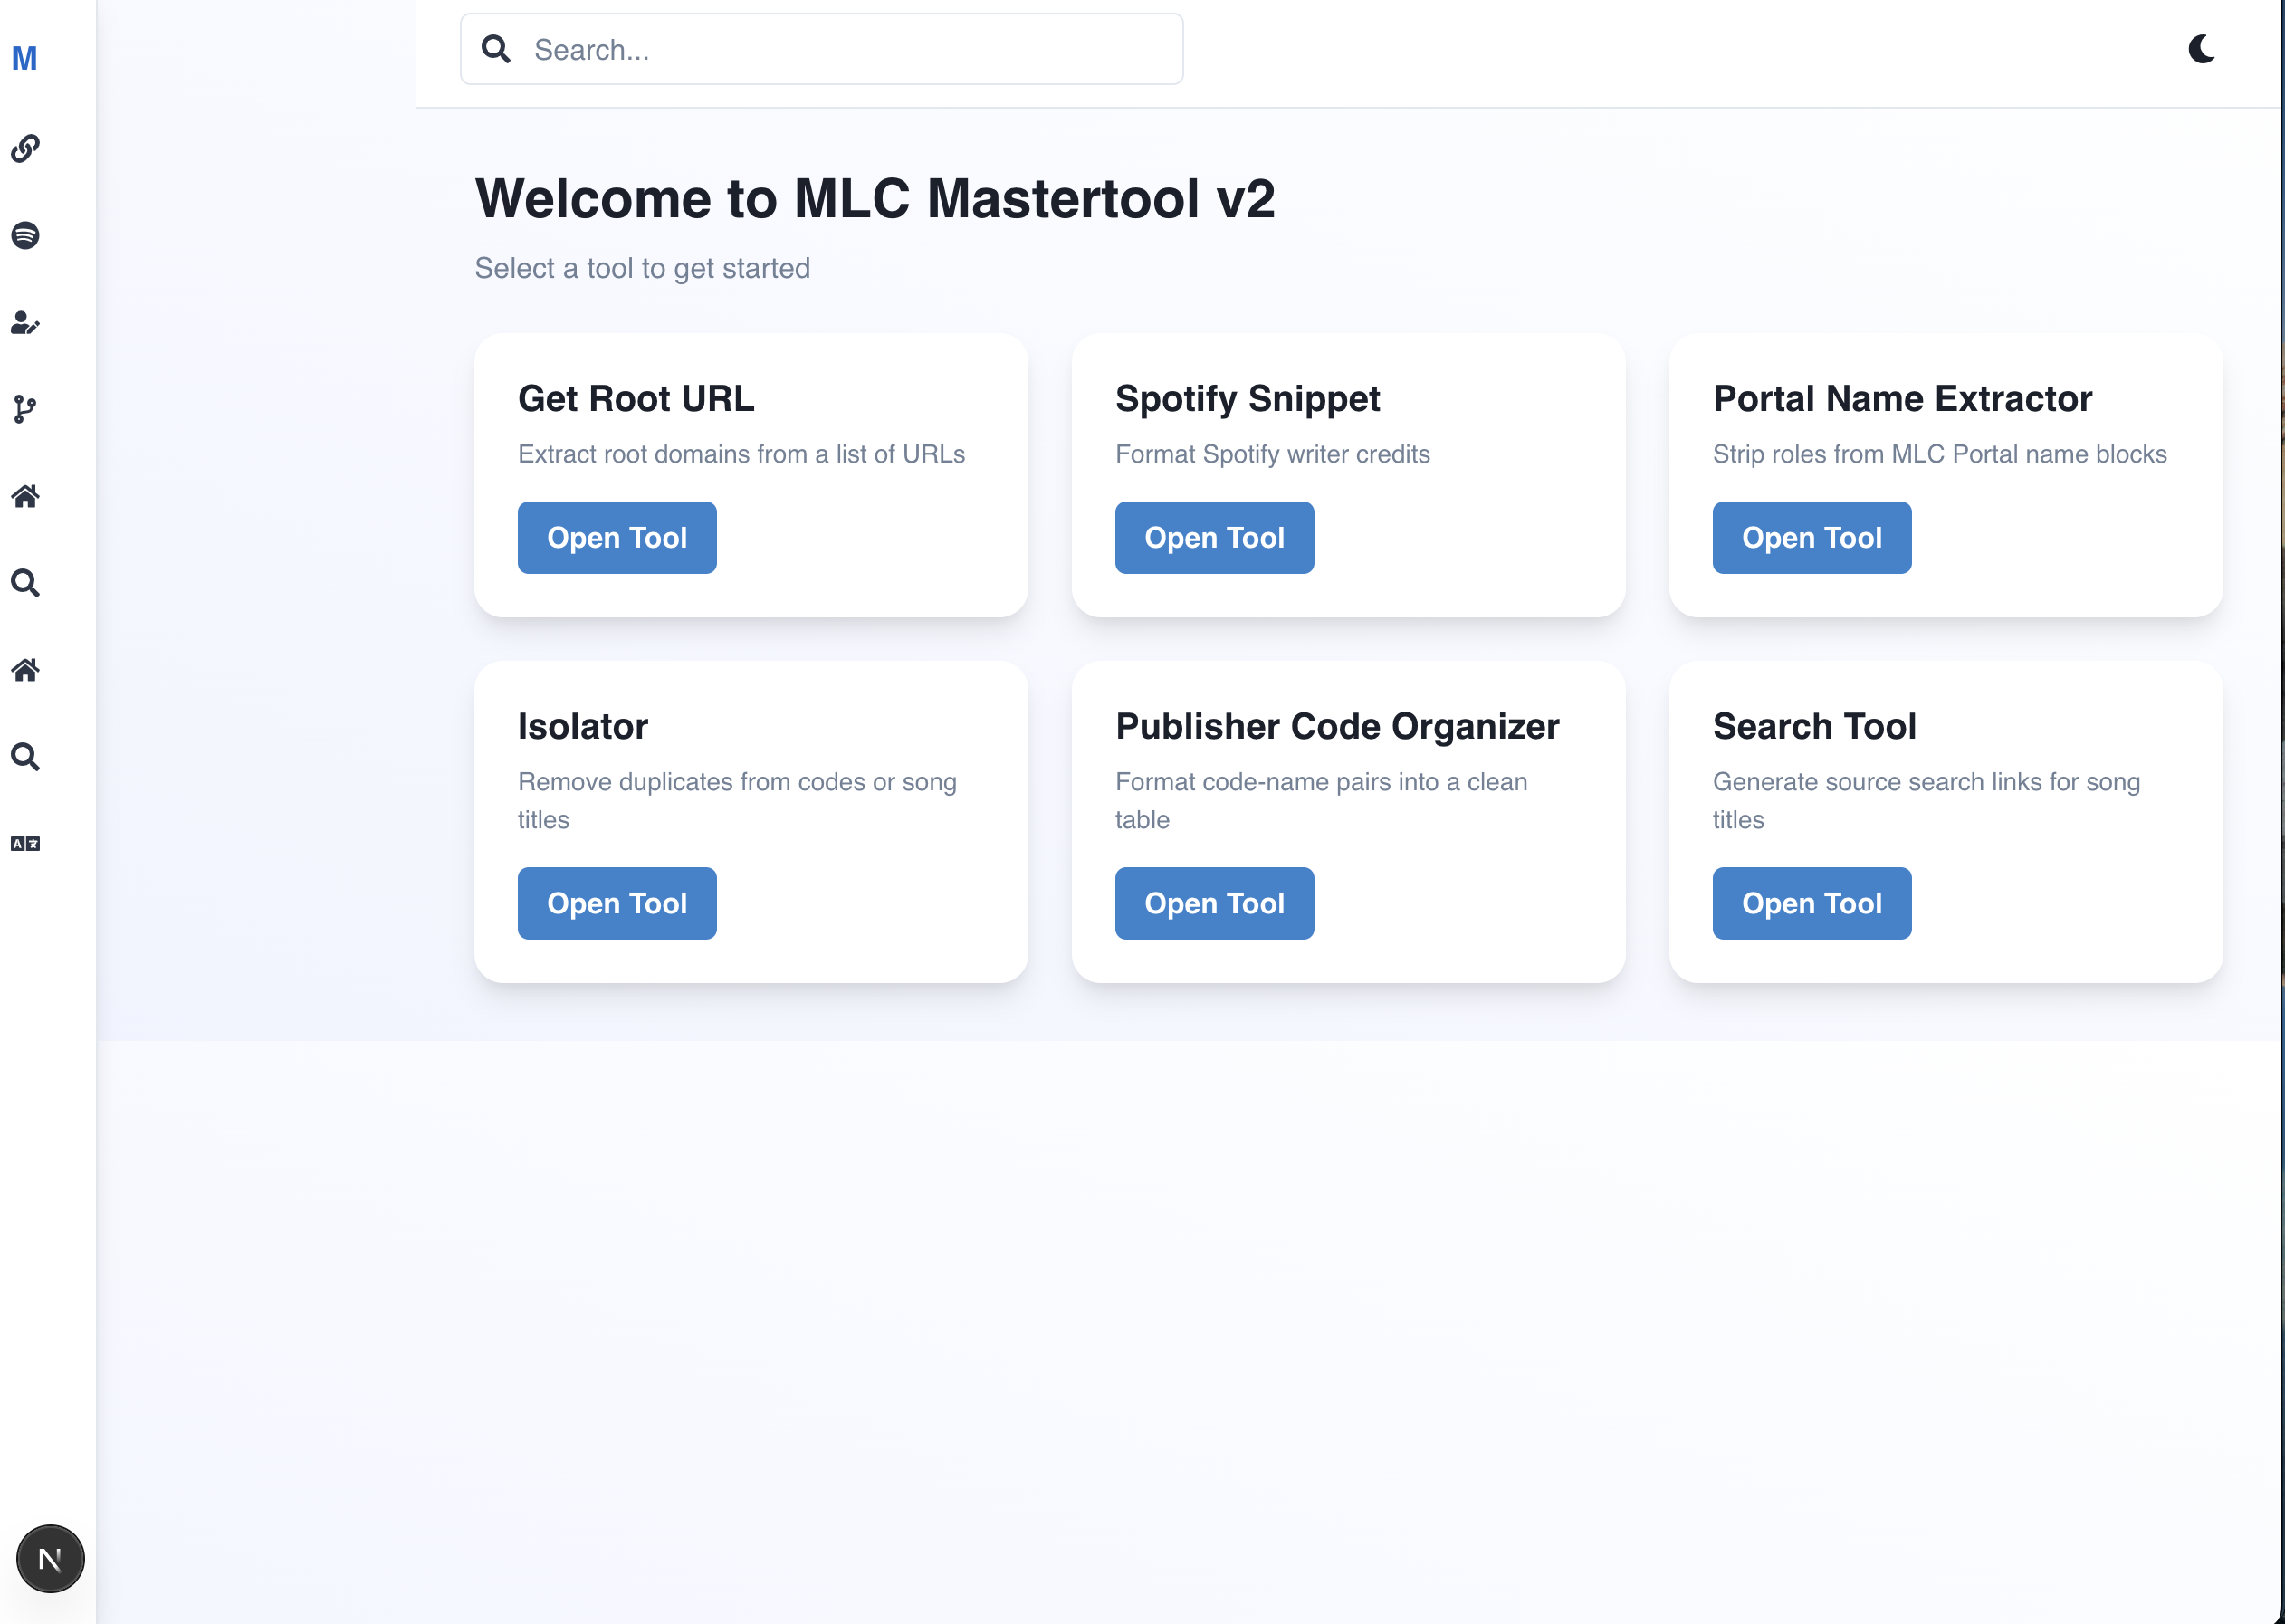 M
Search...
Welcome to MLC Mastertool v2
Select a tool to get started
Get Root URL
Extract root domains from a list of URLs
Open Tool
Spotify Snippet
Format Spotify writer credits
Open Tool
Portal Name Extractor
Strip roles from MLC Portal name blocks
Open Tool
Isolator
Remove duplicates from codes or song
titles
Open Tool
Publisher Code Organizer
Format code-name pairs into a clean
table
Open Tool
Search Tool
Generate source search links for song
titles
Open Tool
N